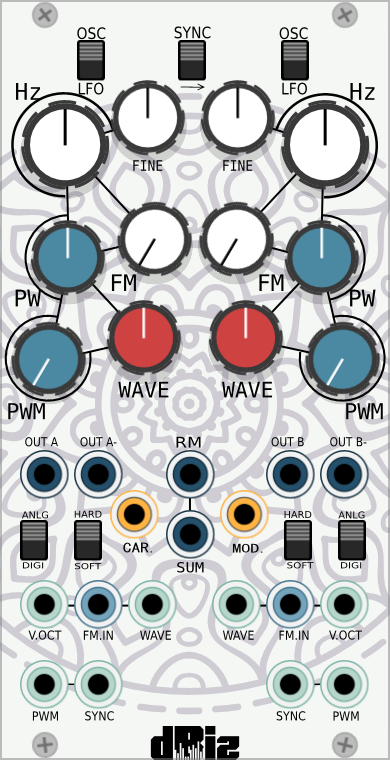 OSC SYNC OSC
LFO → LFO
Hz Hz
FINE FINE
FM FM
PW PW
WAVE WAVE
PWM PWM
OUT A OUT A- RM OUT B OUT B-
ANLG HARD HARD ANLG
CAR. MOD.
DIGI SOFT SUM SOFT DIGI
V.OCT FM.IN WAVE WAVE FM.IN V.OCT
PWM SYNC SYNC PWM
dBiz